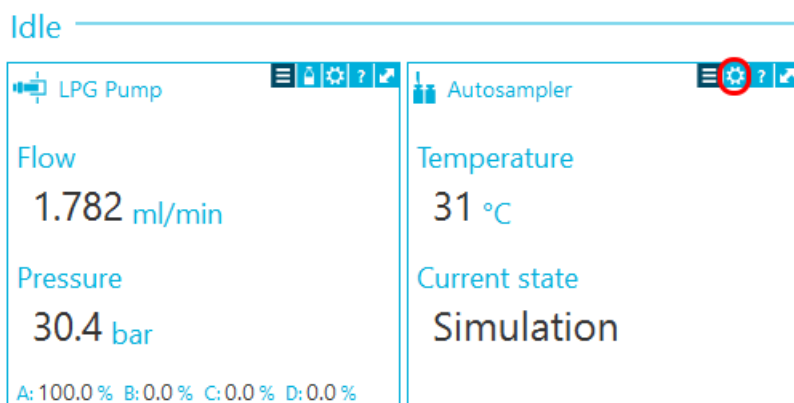 Idle
LPG Pump
?
Flow
1.782 ml/min
Pressure
30.4 bar
A: 100.0 % B: 0.0 % C: 0.0 % D: 0.0 %
Autosampler
?
Temperature
31 °C
Current state
Simulation